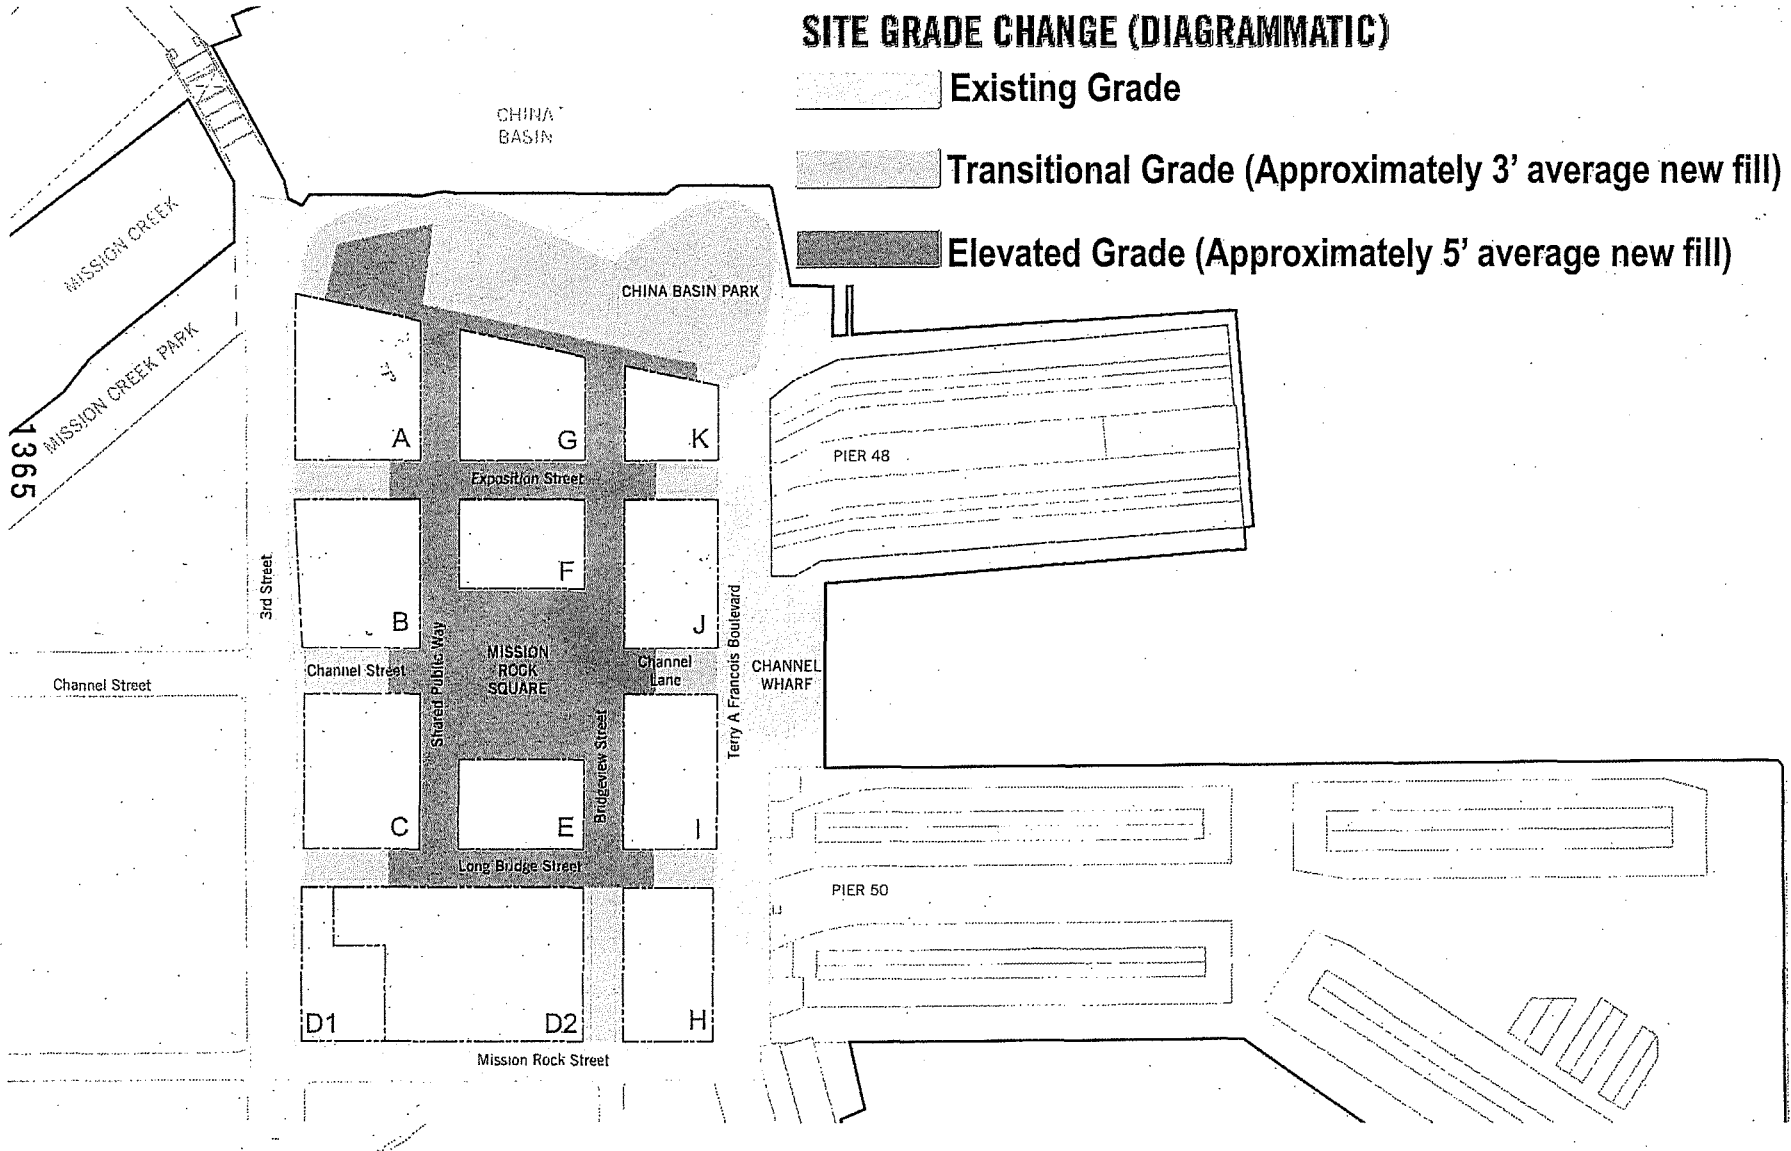 SITE GRADE CHANGE (DIAGRAMMATIC)
Existing Grade
Transitional Grade (Approximately 3' average new fill)
Elevated Grade (Approximately 5' average new fill)
CHINA
BASIN
MISSION CREEK
MISSION CREEK PARK
1365
CHINA BASIN PARK
A
G
K
PIER 48
Exposition Street
F
3rd Street
B
J
Shared Public Way
MISSION
ROCK
SQUARE
Terry A Francois Boulevard
Channel Street
Channel Street
Channel
Lane
CHANNEL
WHARF
Bridgeview Street
C
E
I
Long Bridge Street
PIER 50
D1
D2
H
Mission Rock Street